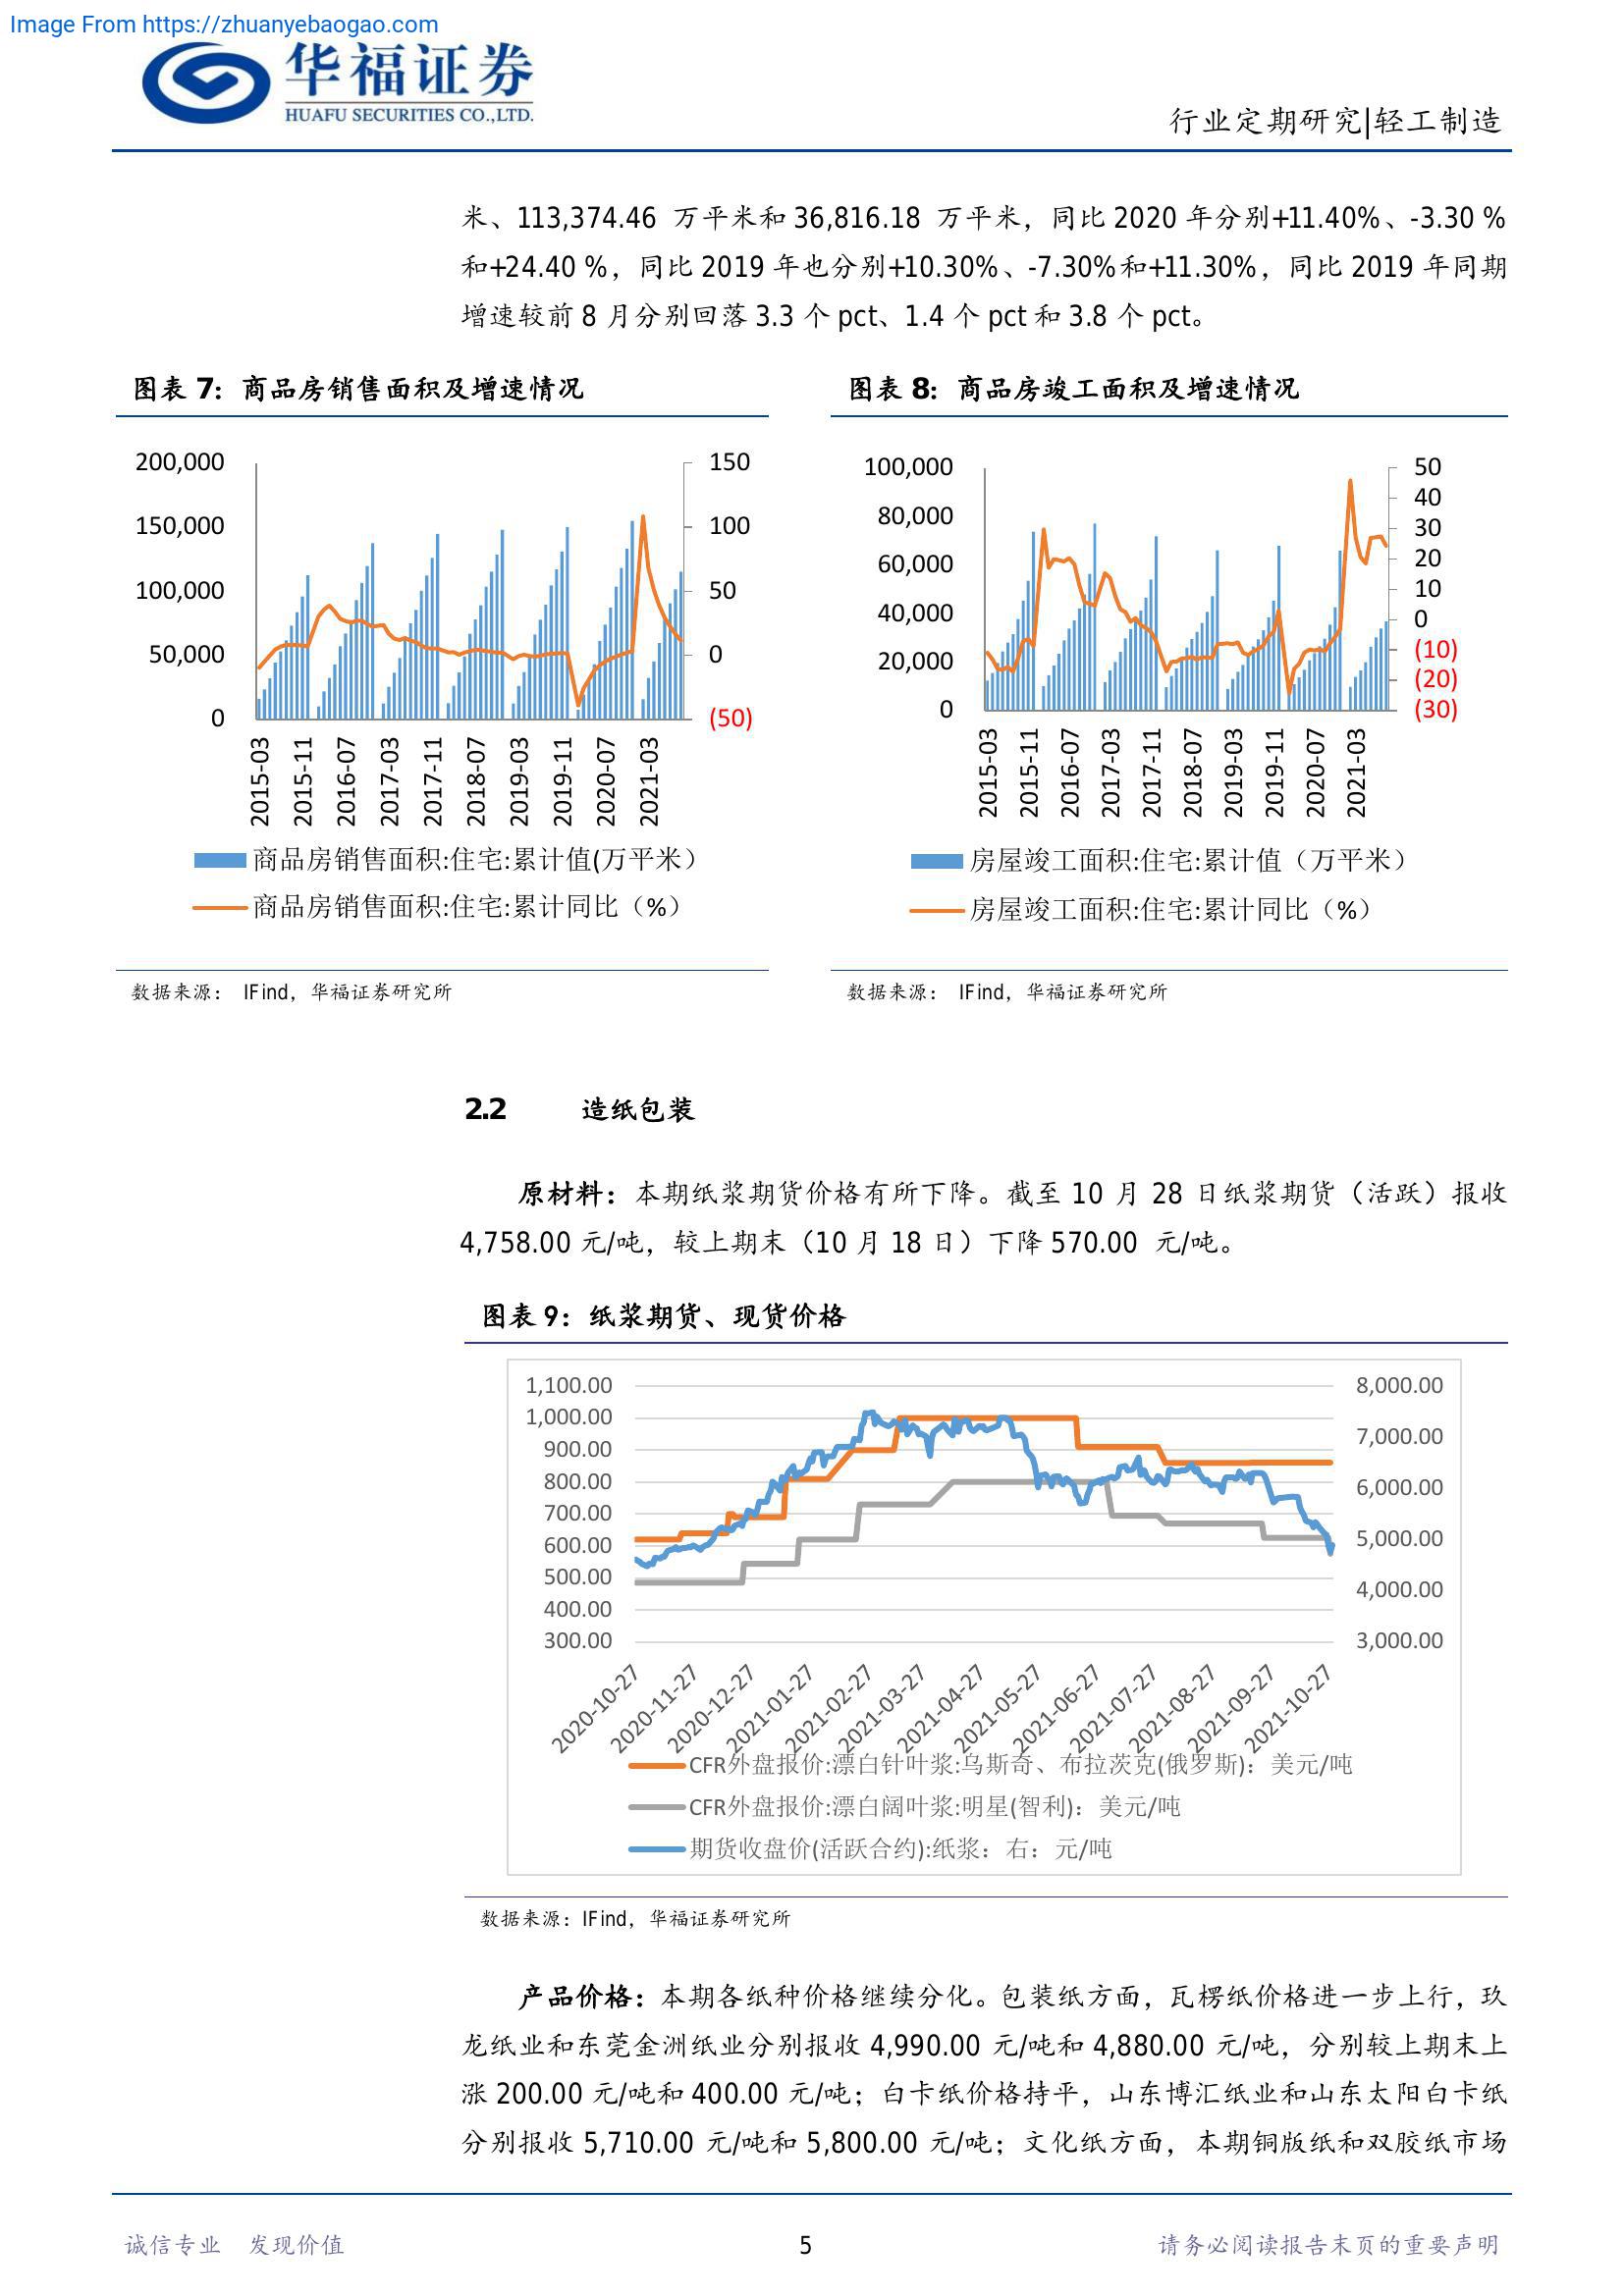 Image From https://zhuanyebaogao.com
华福证券
HUAFU SECURITIES CO.,LTD.
行业定期研究|轻工制造
米、113,374.46 万平米和 36,816.18 万平米，同比 2020 年分别+11.40%、-3.30 %
和+24.40 %，同比 2019 年也分别+10.30%、-7.30%和+11.30%，同比 2019 年同期
增速较前 8 月分别回落 3.3 个 pct、1.4 个 pct 和 3.8 个 pct。
图表 7：商品房销售面积及增速情况
200,000
150,000
100,000
50,000
0
150
100
50
0
(50)
2015-03
2015-11
2016-07
2017-03
2017-11
2018-07
2019-03
2019-11
2020-07
2021-03
商品房销售面积:住宅:累计值(万平米）
商品房销售面积:住宅:累计同比（%）
数据来源： IFind，华福证券研究所
图表 8：商品房竣工面积及增速情况
100,000
80,000
60,000
40,000
20,000
0
50
40
30
20
10
0
(10)
(20)
(30)
2015-03
2015-11
2016-07
2017-03
2017-11
2018-07
2019-03
2019-11
2020-07
2021-03
房屋竣工面积:住宅:累计值（万平米）
房屋竣工面积:住宅:累计同比（%）
数据来源： IFind，华福证券研究所
2.2 造纸包装
原材料：本期纸浆期货价格有所下降。截至 10 月 28 日纸浆期货（活跃）报收
4,758.00 元/吨，较上期末（10 月 18 日）下降 570.00 元/吨。
图表 9：纸浆期货、现货价格
1,100.00
1,000.00
900.00
800.00
700.00
600.00
500.00
400.00
300.00
8,000.00
7,000.00
6,000.00
5,000.00
4,000.00
3,000.00
2020-10-27
2020-11-27
2020-12-27
2021-01-27
2021-02-27
2021-03-27
2021-04-27
2021-05-27
2021-06-27
2021-07-27
2021-08-27
2021-09-27
2021-10-27
CFR外盘报价:漂白针叶浆:乌斯奇、布拉茨克(俄罗斯)：美元/吨
CFR外盘报价:漂白阔叶浆:明星(智利)：美元/吨
期货收盘价(活跃合约):纸浆：右：元/吨
数据来源：IFind，华福证券研究所
产品价格：本期各纸种价格继续分化。包装纸方面，瓦楞纸价格进一步上行，玖
龙纸业和东莞金洲纸业分别报收 4,990.00 元/吨和 4,880.00 元/吨，分别较上期末上
涨 200.00 元/吨和 400.00 元/吨；白卡纸价格持平，山东博汇纸业和山东太阳白卡纸
分别报收 5,710.00 元/吨和 5,800.00 元/吨；文化纸方面，本期铜版纸和双胶纸市场
诚信专业 发现价值
5
请务必阅读报告末页的重要声明